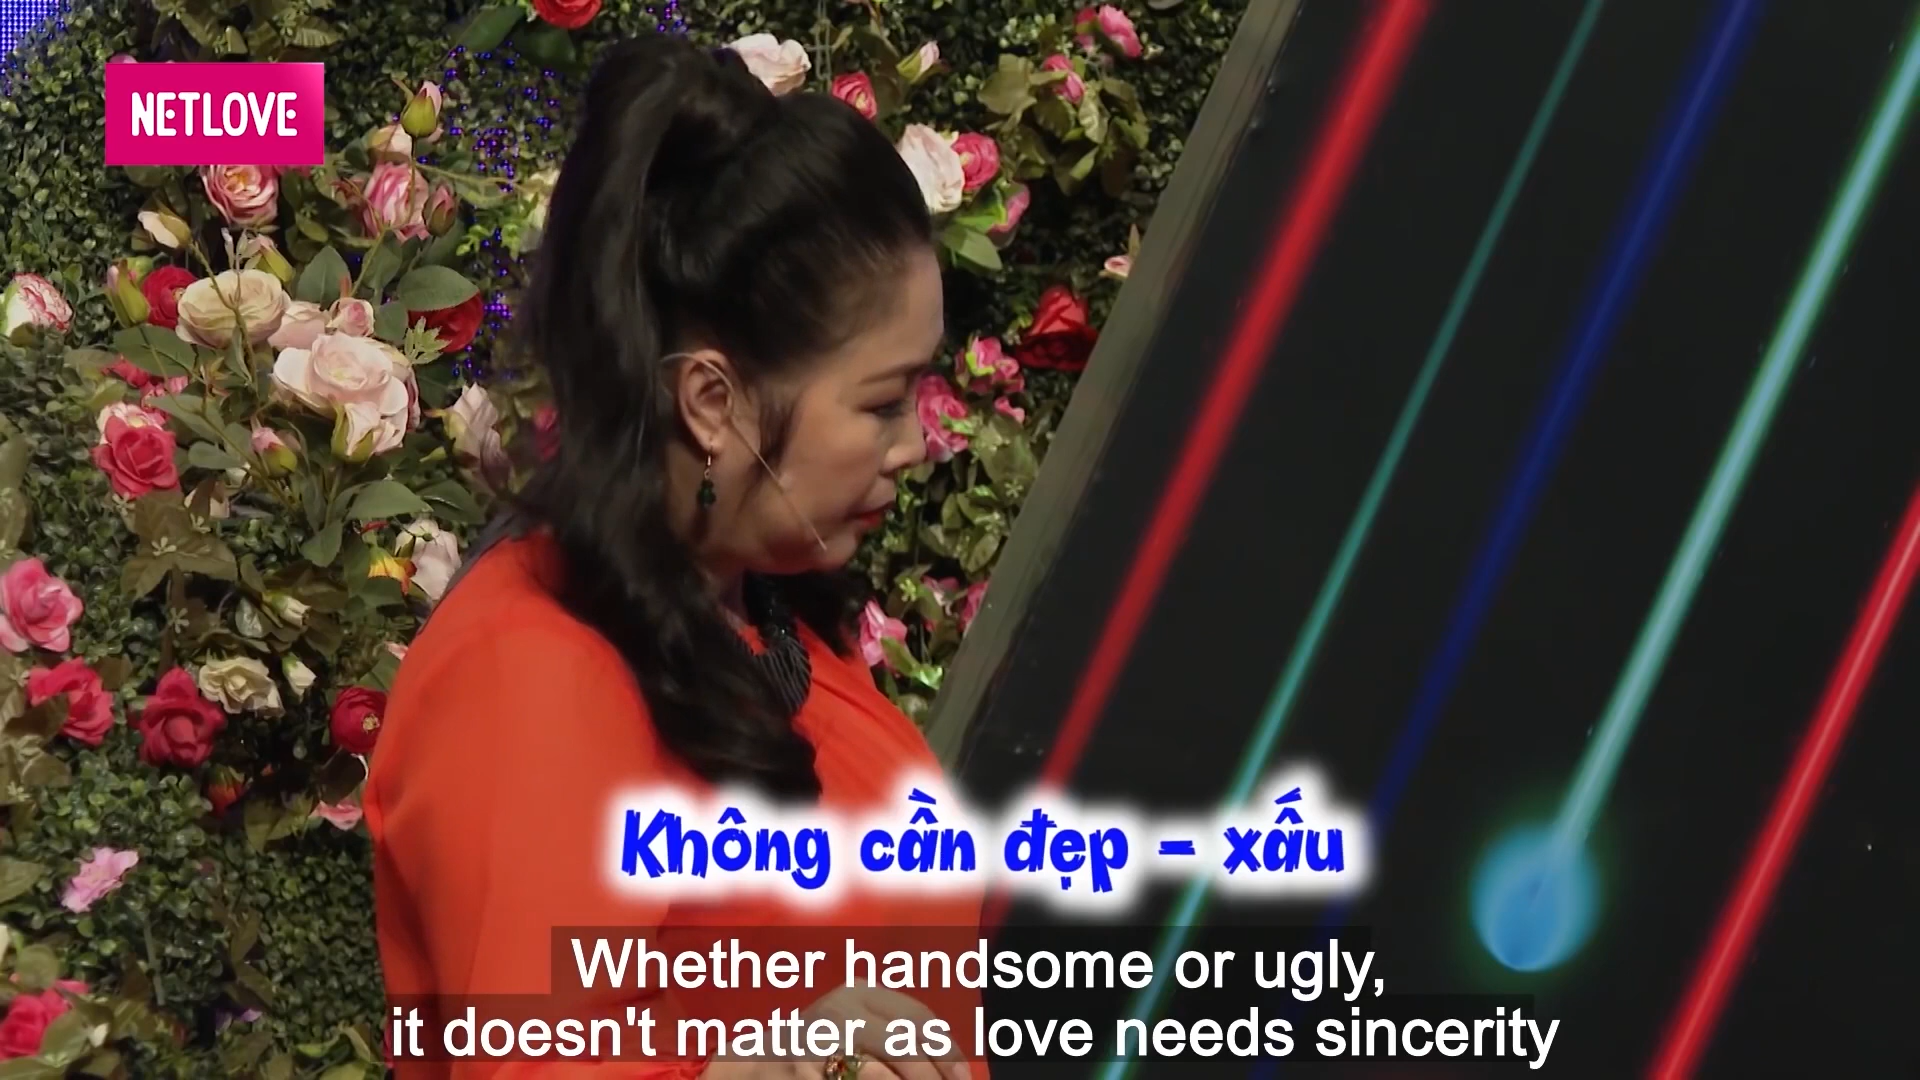 NETLOVE
Không cần đẹp - xấu
Whether handsome or ugly,
it doesn't matter as love needs sincerity